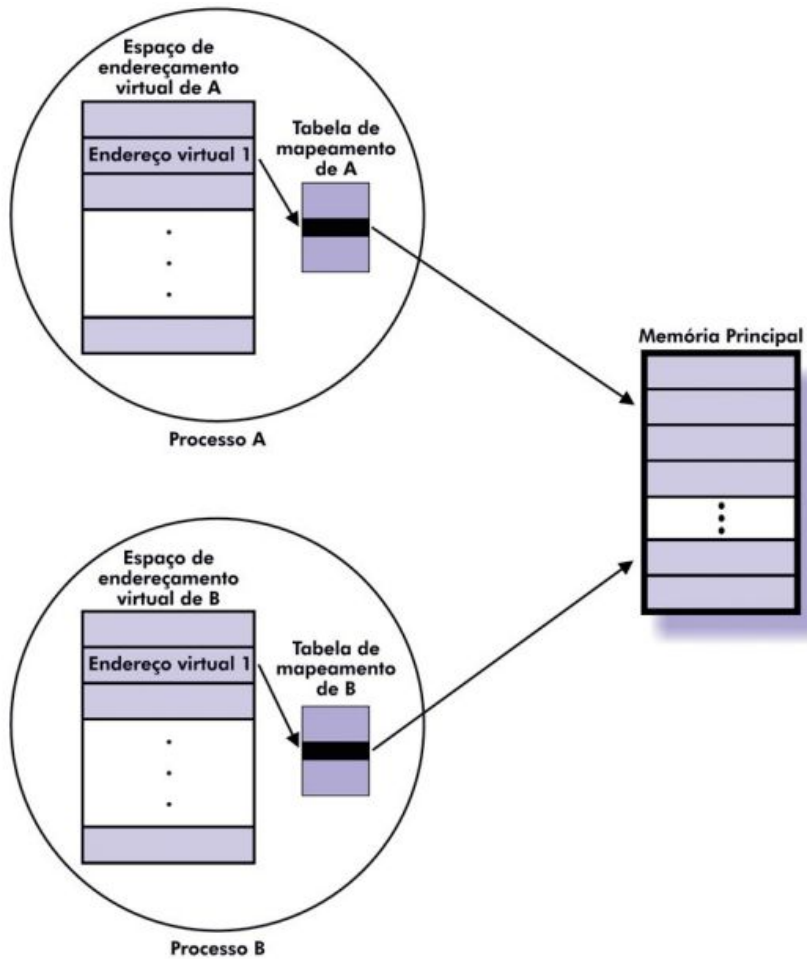 Espaço de
endereçamento
virtual de A
Endereço virtual 1
Tabela de
mapeamento
de A
Processo A
Memória Principal
Espaço de
endereçamento
virtual de B
Endereço virtual 1
Tabela de
mapeamento
de B
Processo B